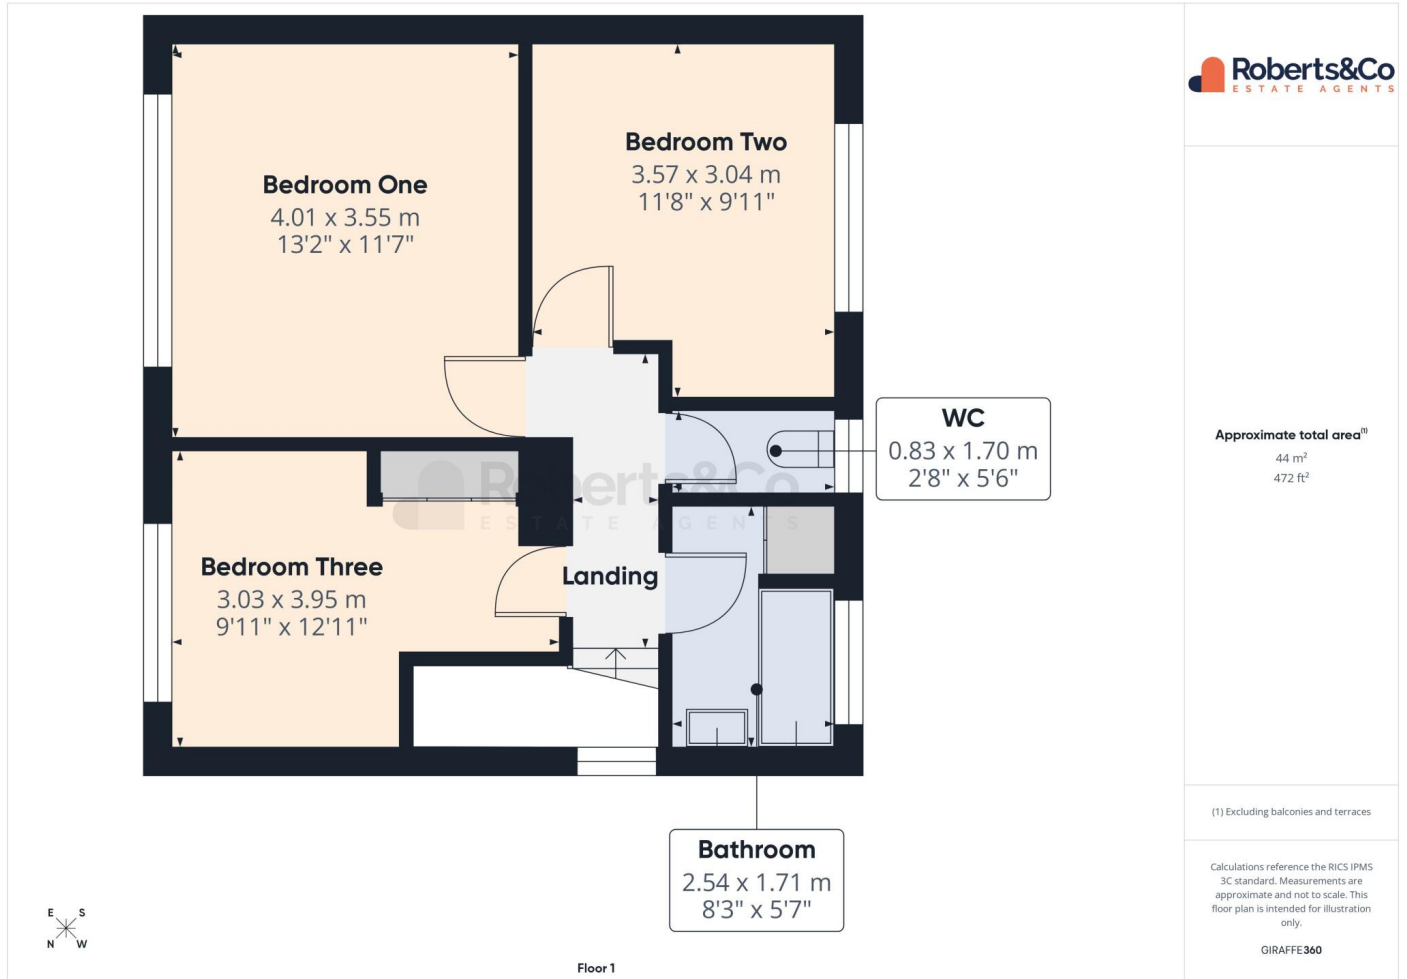 Roberts&Co
ESTATE AGENTS
Bedroom One
4.01 x 3.55 m
13'2" x 11'7"
Bedroom Two
3.57 x 3.04 m
11'8" x 9'11"
WC
0.83 x 1.70 m
2'8" x 5'6"
Roberts&Co
ESTATE AGENTS
Bedroom Three
3.03 x 3.95 m
9'11" x 12'11"
Landing
Bathroom
2.54 x 1.71 m
8'3" x 5'7"
E S
N W
Floor 1
Approximate total area(1)
44 m²
472 ft²
(1) Excluding balconies and terraces
Calculations reference the RICS IPMS
3C standard. Measurements are
approximate and not to scale. This
floor plan is intended for illustration
only.
GIRAFFE360